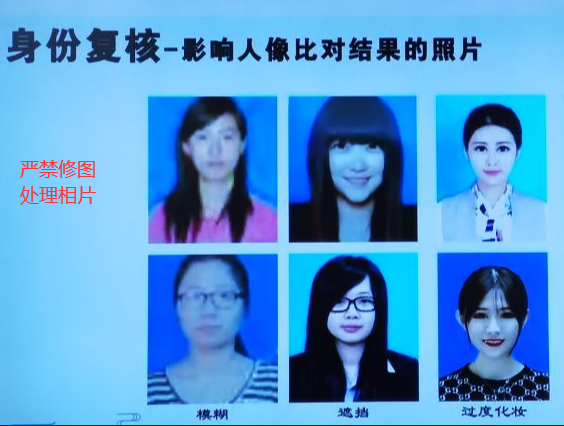 身份复核-影响人像比对结果的照片
严禁修图
处理相片
模糊
遮挡
过度化妆